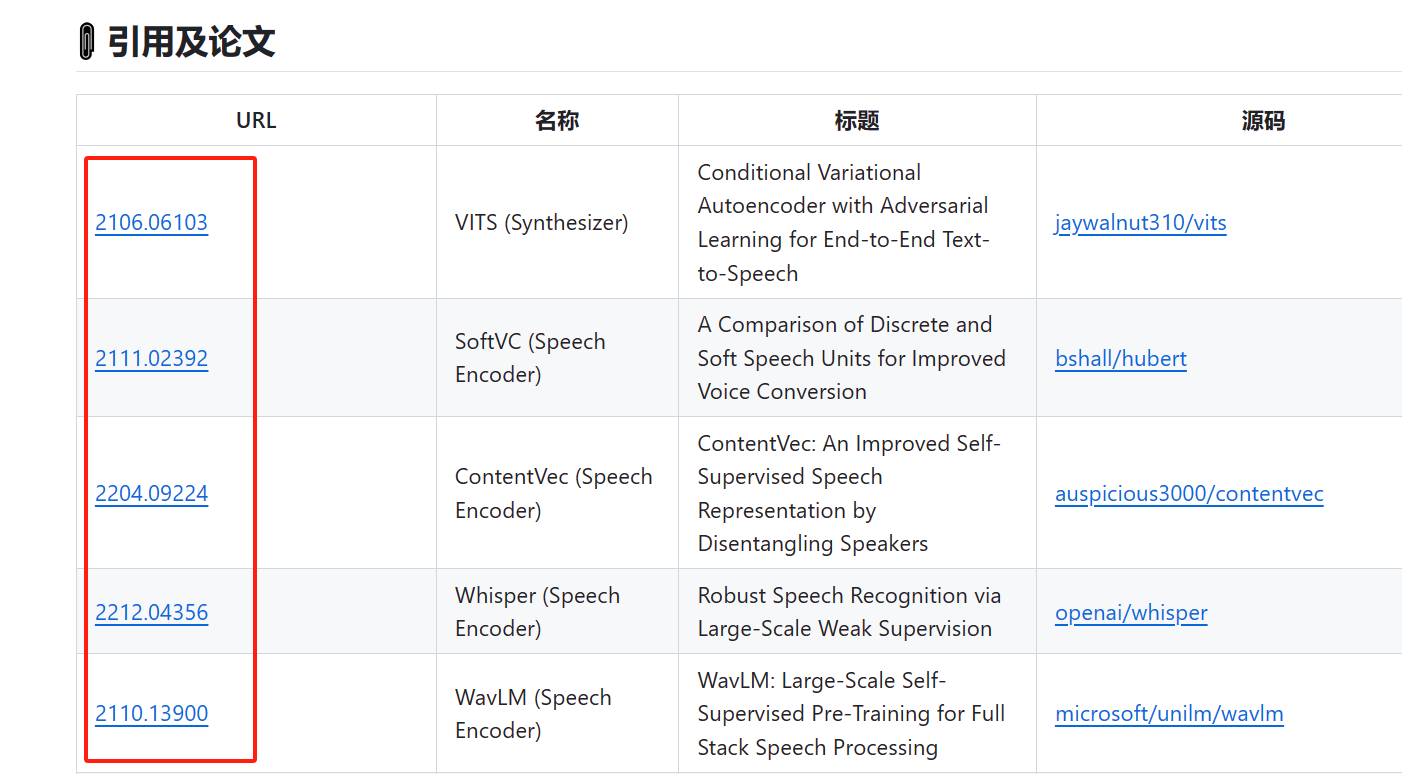 引用及论文
URL 名称 标题 源码
2106.06103 VITS (Synthesizer) Conditional Variational
Autoencoder with Adversarial
Learning for End-to-End Text-
to-Speech jaywalnut310/vits
2111.02392 SoftVC (Speech
Encoder) A Comparison of Discrete and
Soft Speech Units for Improved
Voice Conversion bshall/hubert
2204.09224 ContentVec (Speech
Encoder) ContentVec: An Improved Self-
Supervised Speech
Representation by
Disentangling Speakers auspicious3000/contentvec
2212.04356 Whisper (Speech
Encoder) Robust Speech Recognition via
Large-Scale Weak Supervision openai/whisper
2110.13900 WavLM (Speech
Encoder) WavLM: Large-Scale Self-
Supervised Pre-Training for Full
Stack Speech Processing microsoft/unilm/wavlm